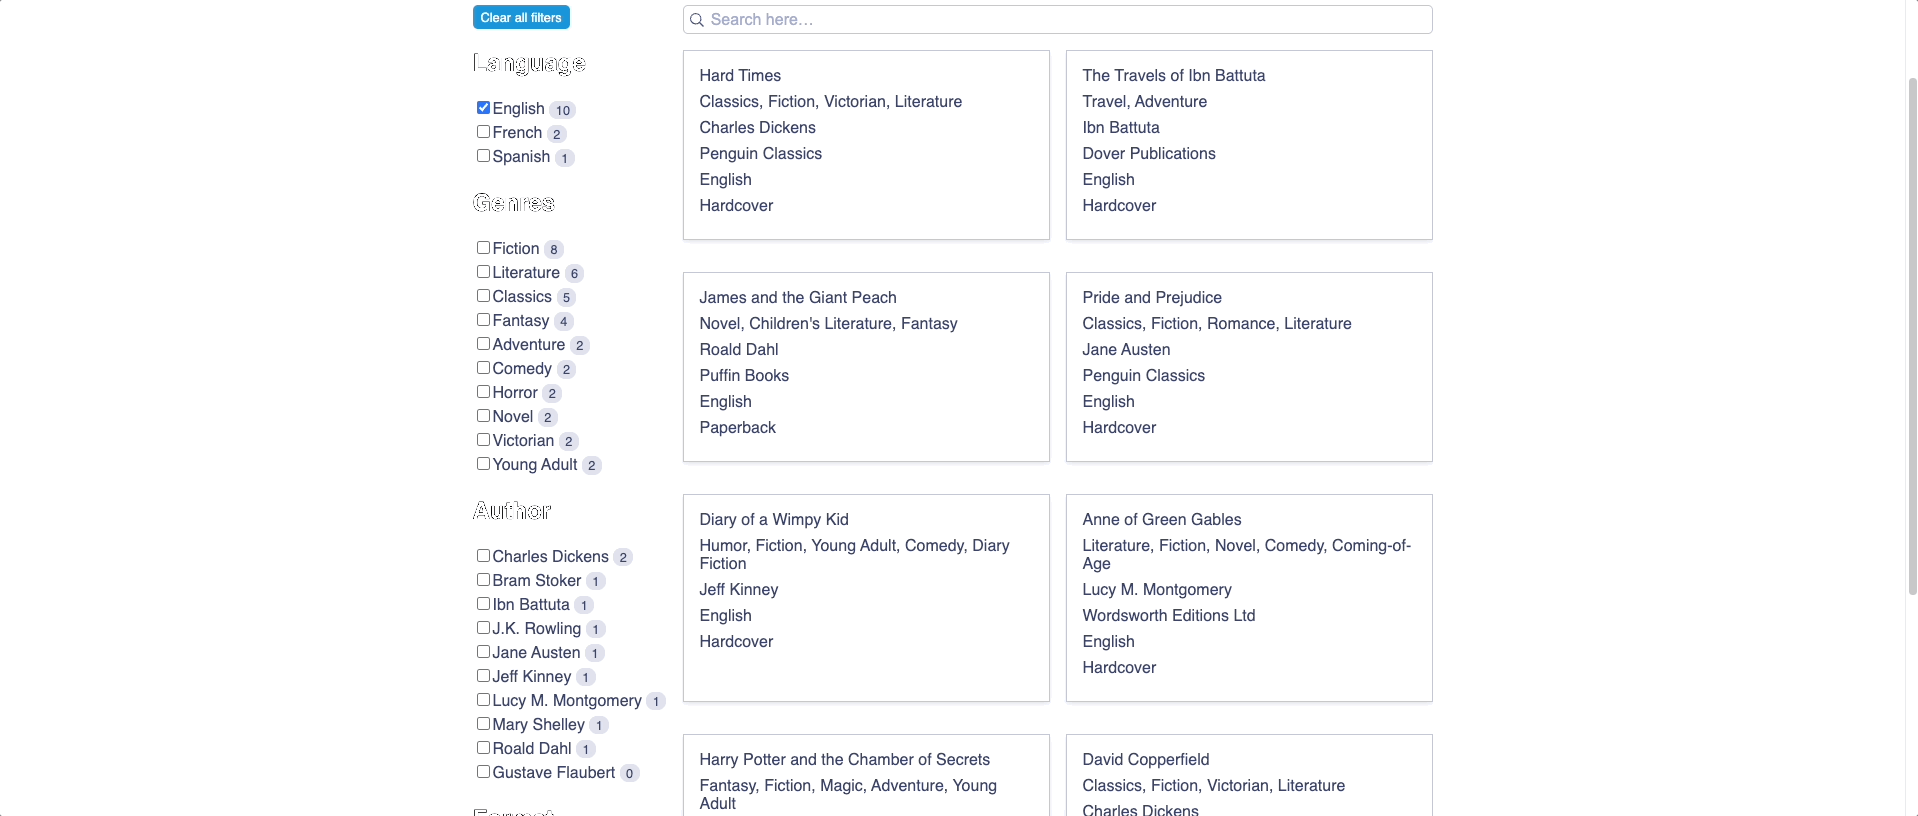 Clear all filters
Search here...
Language
English 10
French 2
Spanish 1
Genres
Fiction 8
Literature 6
Classics 5
Fantasy 4
Adventure 2
Comedy 2
Horror 2
Novel 2
Victorian 2
Young Adult 2
Author
Charles Dickens 2
Bram Stoker 1
Ibn Battuta 1
J.K. Rowling 1
Jane Austen 1
Jeff Kinney 1
Lucy M. Montgomery 1
Mary Shelley 1
Roald Dahl 1
Gustave Flaubert 0
Format
Hard Times
Classics, Fiction, Victorian, Literature
Charles Dickens
Penguin Classics
English
Hardcover
The Travels of Ibn Battuta
Travel, Adventure
Ibn Battuta
Dover Publications
English
Hardcover
James and the Giant Peach
Novel, Children's Literature, Fantasy
Roald Dahl
Puffin Books
English
Paperback
Pride and Prejudice
Classics, Fiction, Romance, Literature
Jane Austen
Penguin Classics
English
Hardcover
Diary of a Wimpy Kid
Humor, Fiction, Young Adult, Comedy, Diary
Fiction
Jeff Kinney
English
Hardcover
Anne of Green Gables
Literature, Fiction, Novel, Comedy, Coming-of-
Age
Lucy M. Montgomery
Wordsworth Editions Ltd
English
Hardcover
Harry Potter and the Chamber of Secrets
Fantasy, Fiction, Magic, Adventure, Young
Adult
David Copperfield
Classics, Fiction, Victorian, Literature
Charles Dickens